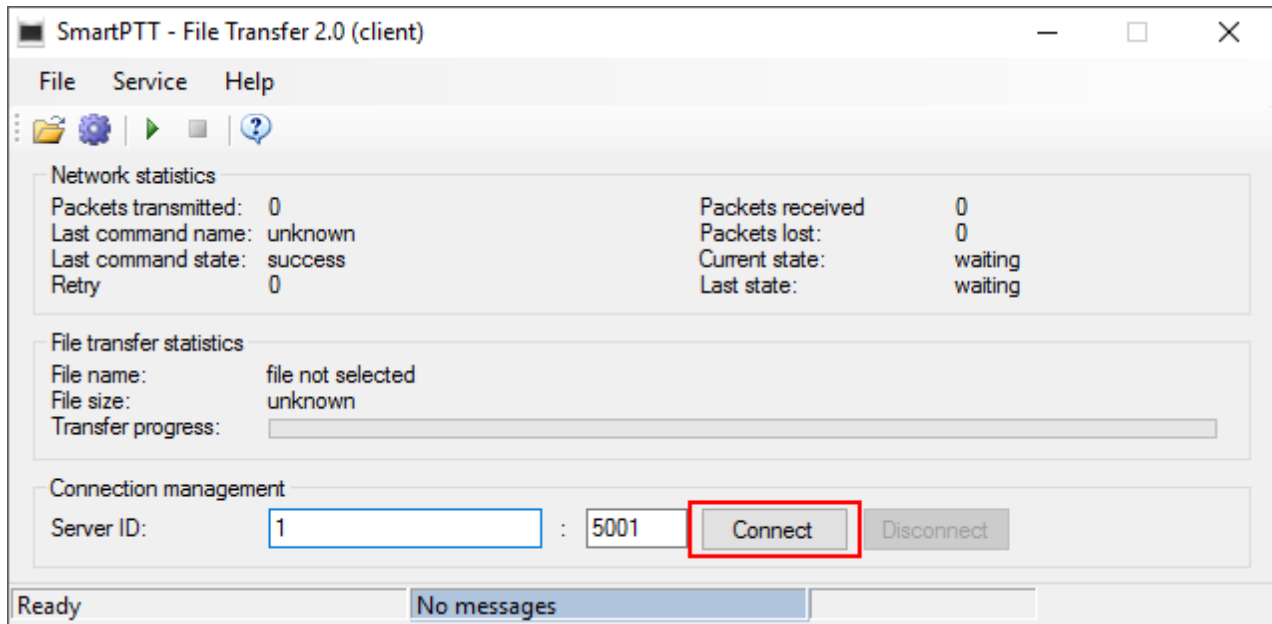 SmartPTT - File Transfer 2.0 (client)
File Service Help
Network statistics
Packets transmitted: 0 Packets received 0
Last command name: unknown Packets lost: 0
Last command state: success Current state: waiting
Retry 0 Last state: waiting
File transfer statistics
File name: file not selected
File size: unknown
Transfer progress:
Connection management
Server ID: 1 : 5001 Connect Disconnect
Ready No messages